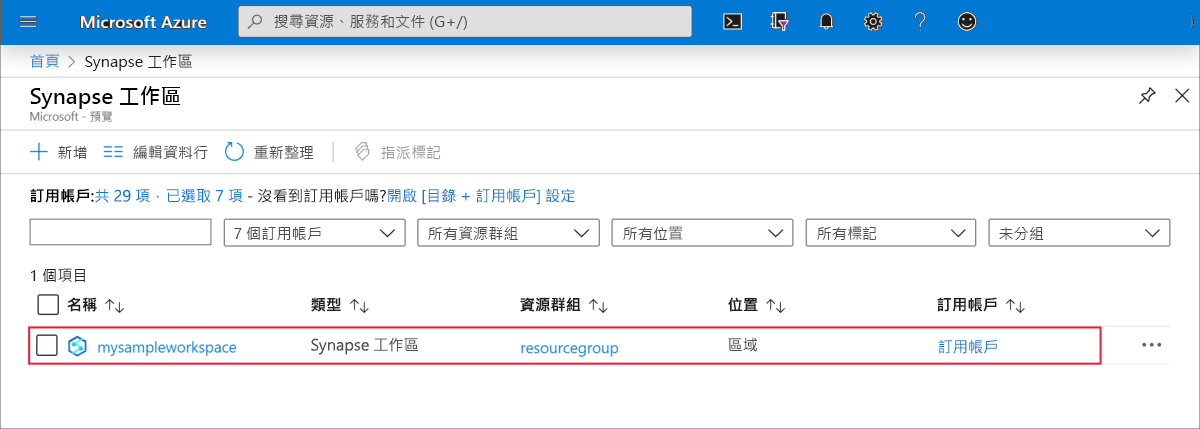 Microsoft Azure 搜尋資源、服務和文件 (G+/)
首頁 > Synapse 工作區
Synapse 工作區
Microsoft - 預覽
新增 編輯資料行 重新整理 指派標記
訂用帳戶:共 29 項 · 已選取 7 項 - 沒看到訂用帳戶嗎?開啟 [目錄 + 訂用帳戶] 設定
7 個訂用帳戶 所有資源群組 所有位置 所有標記 未分組
1 個項目
名稱 ↑↓ 類型 ↑↓ 資源群組 ↑↓ 位置 ↑↓ 訂用帳戶 ↑↓
mysampleworkspace Synapse 工作區 resourcegroup 區域 訂用帳戶 •••